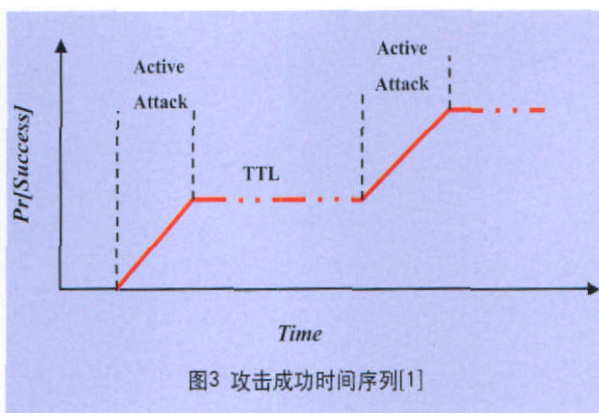 Active
Attack
Active
Attack
TTL
Pr[Success]
Time
图3 攻击成功时间序列[1]